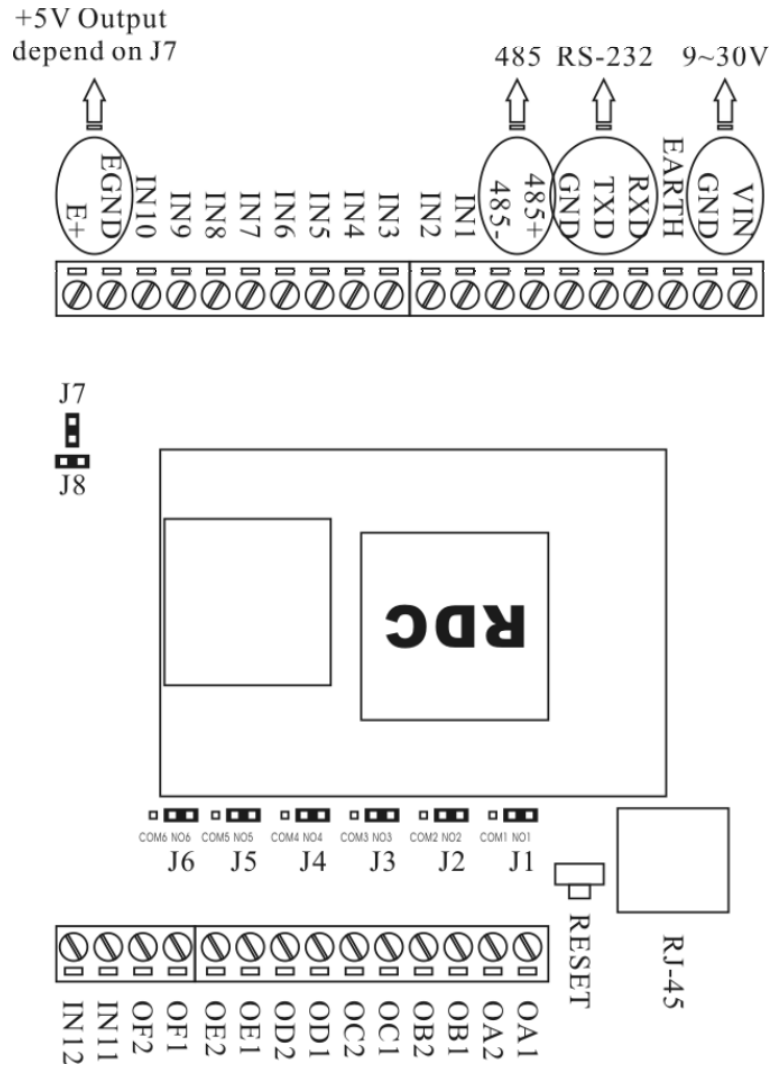 +5V Output
depend on J7
485 RS-232 9~30V
E+
EGND
IN10
IN9
IN8
IN7
IN6
IN5
IN4
IN3
IN2
IN1
485-
485+
GND
TXD
RXD
EARTH
GND
VIN
J7
J8
RDC
COM6 NO6 COM5 NO5 COM4 NO4 COM3 NO3 COM2 NO2 COM1 NO1
J6 J5 J4 J3 J2 J1
RESET
RJ-45
IN12
IN11
OF2
OF1
OE2
OE1
OD2
OD1
OC2
OC1
OB2
OB1
OA2
OA1